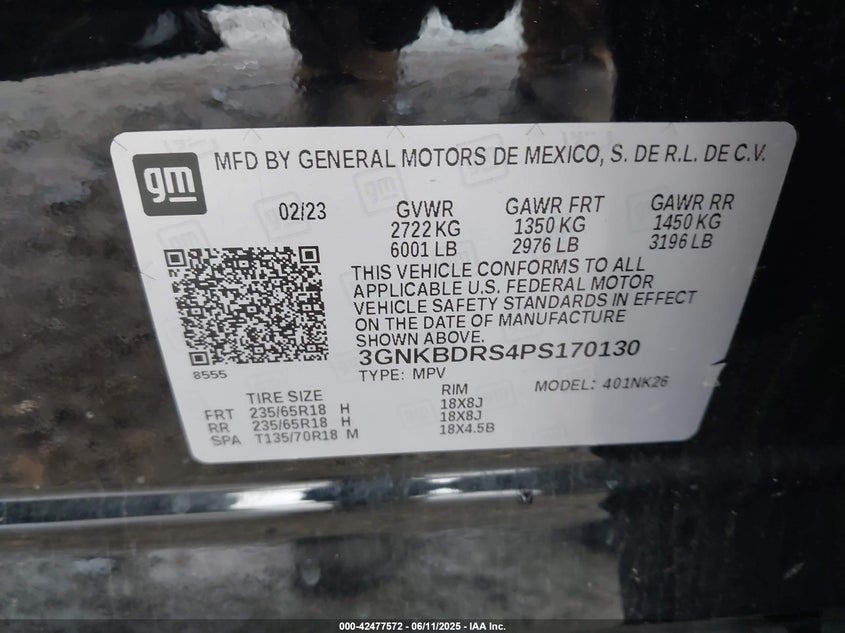 gm
MFD BY GENERAL MOTORS DE MEXICO, S. DE R.L. DE C.V.
02/23
GVWR GAWR FRT GAWR RR
2722 KG 1350 KG 1450 KG
6001 LB 2976 LB 3196 LB
THIS VEHICLE CONFORMS TO ALL
APPLICABLE U.S. FEDERAL MOTOR
VEHICLE SAFETY STANDARDS IN EFFECT
ON THE DATE OF MANUFACTURE
SHOWN ABOVE.
3GNKBDRS4PS170130
8555
TYPE: MPV MODEL: 401NK26
TIRE SIZE RIM
FRT 235/65R18 H 18X8J
RR 235/65R18 H 18X8J
SPA T135/70R18 M 18X4.5B
000-42477572 / 06/11/2025 - IAA Inc.